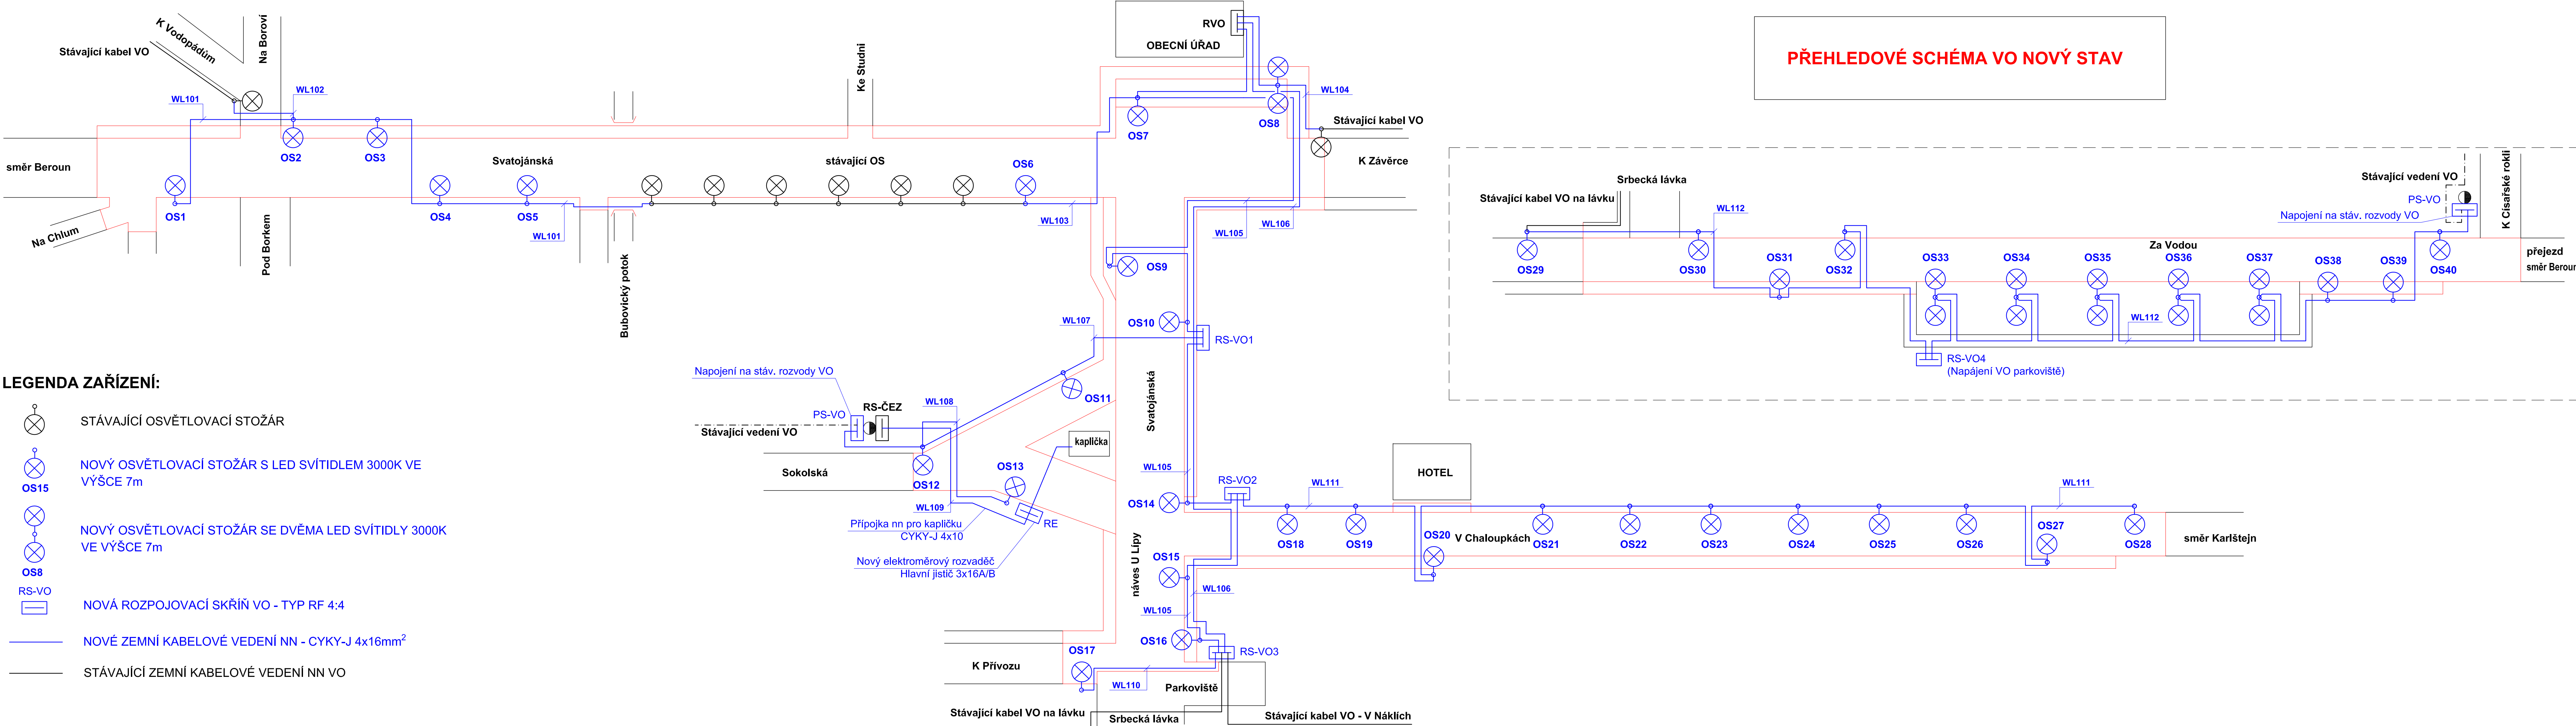 PŘEHLEDOVÉ SCHÉMA VO NOVÝ STAV
K Vodopádům
Na Boroví
Stávající kabel VO
WL101
WL102
směr Beroun
OS1
OS2
OS3
OS4
OS5
Svatojánská
stávající OS
OS6
Ke Studni
WL101
WL103
Na Chlum
Pod Borkem
Bubovický potok
RVO
OBECNÍ ÚŘAD
OS7
OS8
WL104
Stávající kabel VO
K Závěrce
WL105
WL106
OS9
OS10
RS-VO1
WL107
OS11
Napojení na stáv. rozvody VO
PS-VO
RS-ČEZ
WL108
Stávající vedení VO
Sokolská
OS12
OS13
kaplička
WL109
Přípojka nn pro kapličku
CYKY-J 4x10
RE
Nový elektroměrový rozvaděč
Hlavní jistič 3x16A/B
Svatojánská
WL105
OS14
RS-VO2
náves U Lípy
OS15
WL106
WL105
OS16
RS-VO3
OS17
K Přívozu
WL110
Parkoviště
Stávající kabel VO na lávku
Srbecká lávka
Stávající kabel VO - V Náklích
HOTEL
WL111
WL111
OS18
OS19
OS20
V Chaloupkách
OS21
OS22
OS23
OS24
OS25
OS26
OS27
OS28
směr Karlštejn
Srbecká lávka
Stávající kabel VO na lávku
WL112
OS29
OS30
OS31
OS32
OS33
OS34
OS35
Za Vodou
OS36
OS37
OS38
OS39
OS40
WL112
RS-VO4
(Napájení VO parkoviště)
Stávající vedení VO
PS-VO
Napojení na stáv. rozvody VO
K Císařské rokli
přejezd
směr Beroun
LEGENDA ZAŘÍZENÍ:
STÁVAJÍCÍ OSVĚTLOVACÍ STOŽÁR
NOVÝ OSVĚTLOVACÍ STOŽÁR S LED SVÍTIDLEM 3000K VE
VÝŠCE 7m
OS15
NOVÝ OSVĚTLOVACÍ STOŽÁR SE DVĚMA LED SVÍTIDLY 3000K
VE VÝŠCE 7m
OS8
RS-VO
NOVÁ ROZPOJOVACÍ SKŘÍŇ VO - TYP RF 4:4
NOVÉ ZEMNÍ KABELOVÉ VEDENÍ NN - CYKY-J 4x16mm²
STÁVAJÍCÍ ZEMNÍ KABELOVÉ VEDENÍ NN VO